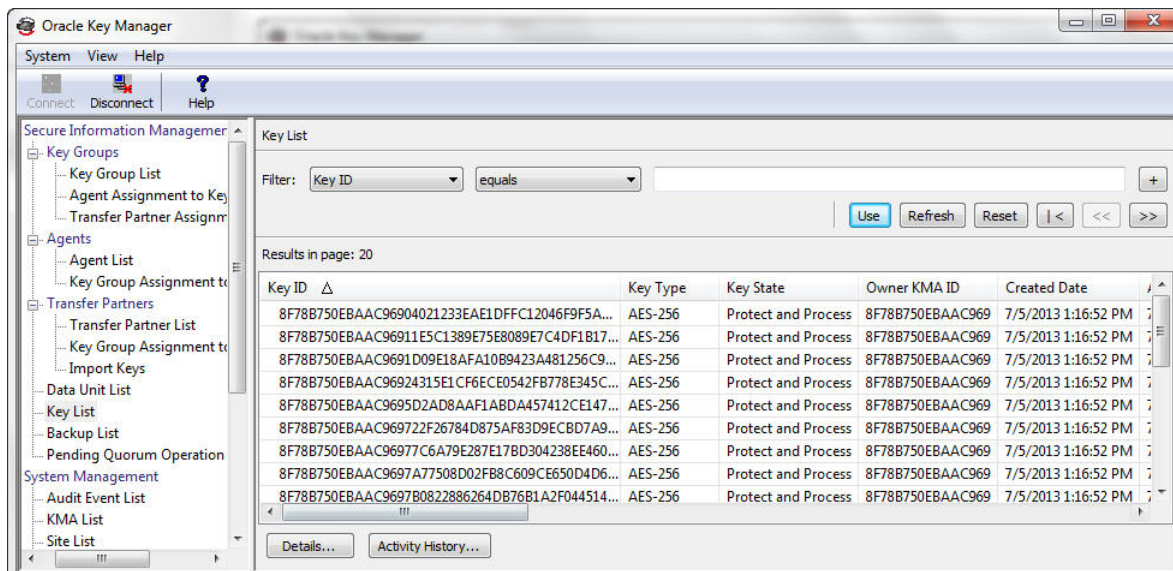 Oracle Key Manager
System View Help
Connect Disconnect Help
Secure Information Managemer
Key Groups
Key Group List
Agent Assignment to Key
Transfer Partner Assignm
Agents
Agent List
Key Group Assignment to
Transfer Partners
Transfer Partner List
Key Group Assignment to
Import Keys
Data Unit List
Key List
Backup List
Pending Quorum Operation
System Management
Audit Event List
KMA List
Site List
Key List
Filter: Key ID equals +
Use Refresh Reset |< << >>
Results in page: 20
Key ID Key Type Key State Owner KMA ID Created Date
8F78B750EBAAC96904021233EAE1DFFC12046F9F5A... AES-256 Protect and Process 8F78B750EBAAC969 7/5/2013 1:16:52 PM
8F78B750EBAAC96911E5C1389E75E8089E7C4DF1B17... AES-256 Protect and Process 8F78B750EBAAC969 7/5/2013 1:16:52 PM
8F78B750EBAAC9691D09E18AFA10B9423A481256C9... AES-256 Protect and Process 8F78B750EBAAC969 7/5/2013 1:16:52 PM
8F78B750EBAAC96924315E1CF6ECE0542FB778E345C... AES-256 Protect and Process 8F78B750EBAAC969 7/5/2013 1:16:52 PM
8F78B750EBAAC9695D2AD8AAF1ABDA457412CE147... AES-256 Protect and Process 8F78B750EBAAC969 7/5/2013 1:16:52 PM
8F78B750EBAAC969722F26784D875AF83D9ECBD7A9... AES-256 Protect and Process 8F78B750EBAAC969 7/5/2013 1:16:52 PM
8F78B750EBAAC96977C6A79E287E17BD304238EE460... AES-256 Protect and Process 8F78B750EBAAC969 7/5/2013 1:16:52 PM
8F78B750EBAAC9697A77508D02FB8C609CE650D4D6... AES-256 Protect and Process 8F78B750EBAAC969 7/5/2013 1:16:52 PM
8F78B750EBAAC9697B0822886264DB76B1A2F044514... AES-256 Protect and Process 8F78B750EBAAC969 7/5/2013 1:16:52 PM
Details... Activity History...